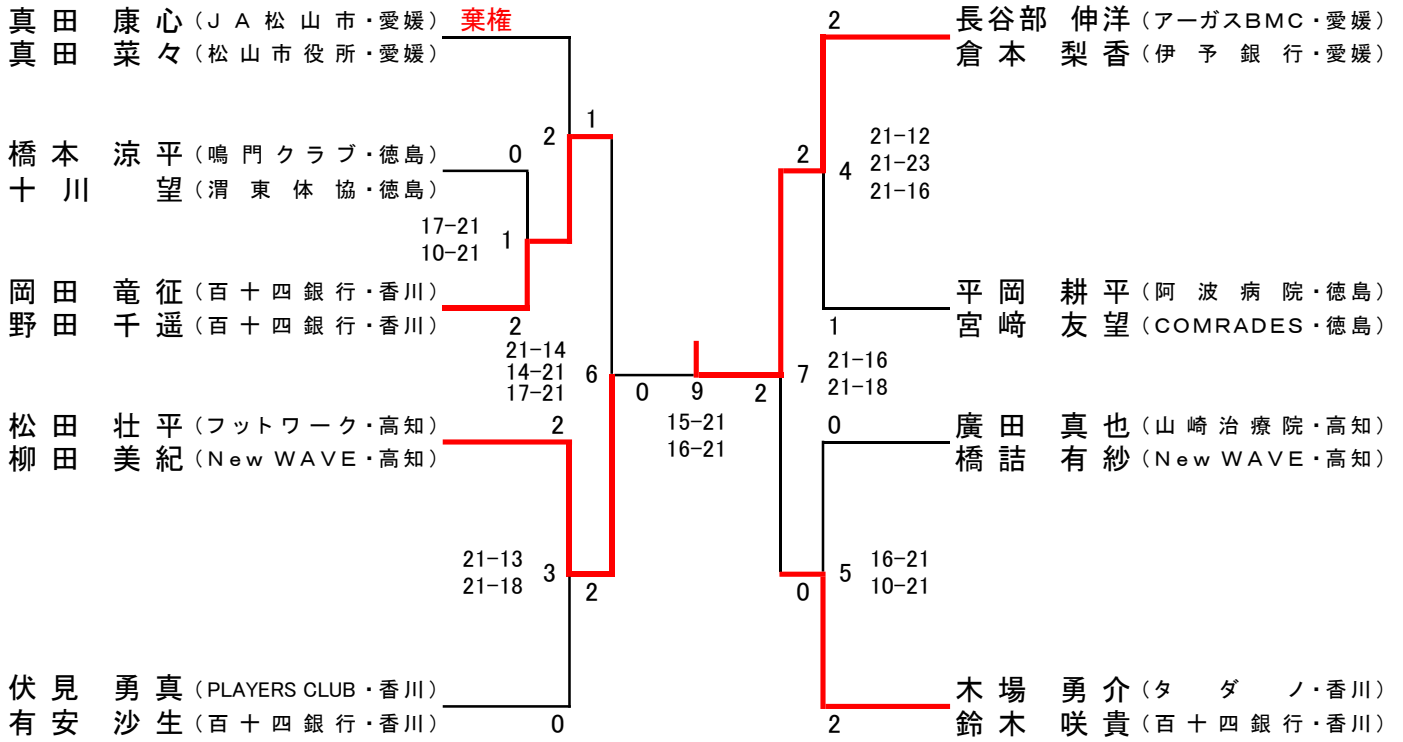 真田 康心(ＪＡ松山市・愛媛) 棄権
真田 菜々(松山市役所・愛媛)
1
2
橋本 涼平(鳴門クラブ・徳島) 0
十川 望(渭東体協・徳島)
17-21
10-21
1
岡田 竜征(百十四銀行・香川)
野田 千遥(百十四銀行・香川) 2
21-14
14-21
17-21
6
松田 壮平(フットワーク・高知) 2
柳田 美紀(New WAVE・高知)
21-13
21-18
3
2
伏見 勇真(PLAYERS CLUB・香川)
有安 沙生(百十四銀行・香川) 0
0 9 2
15-21
16-21
2 長谷部 伸洋(アーガスBMC・愛媛)
倉本 梨香(伊予銀行・愛媛)
2 4
21-12
21-23
21-16
平岡 耕平(阿波病院・徳島)
1 宮﨑 友望(COMRADES・徳島)
7
21-16
21-18
0 廣田 真也(山崎治療院・高知)
橋詰 有紗(New WAVE・高知)
5
16-21
10-21
0
木場 勇介(タダノ・香川)
2 鈴木 咲貴(百十四銀行・香川)